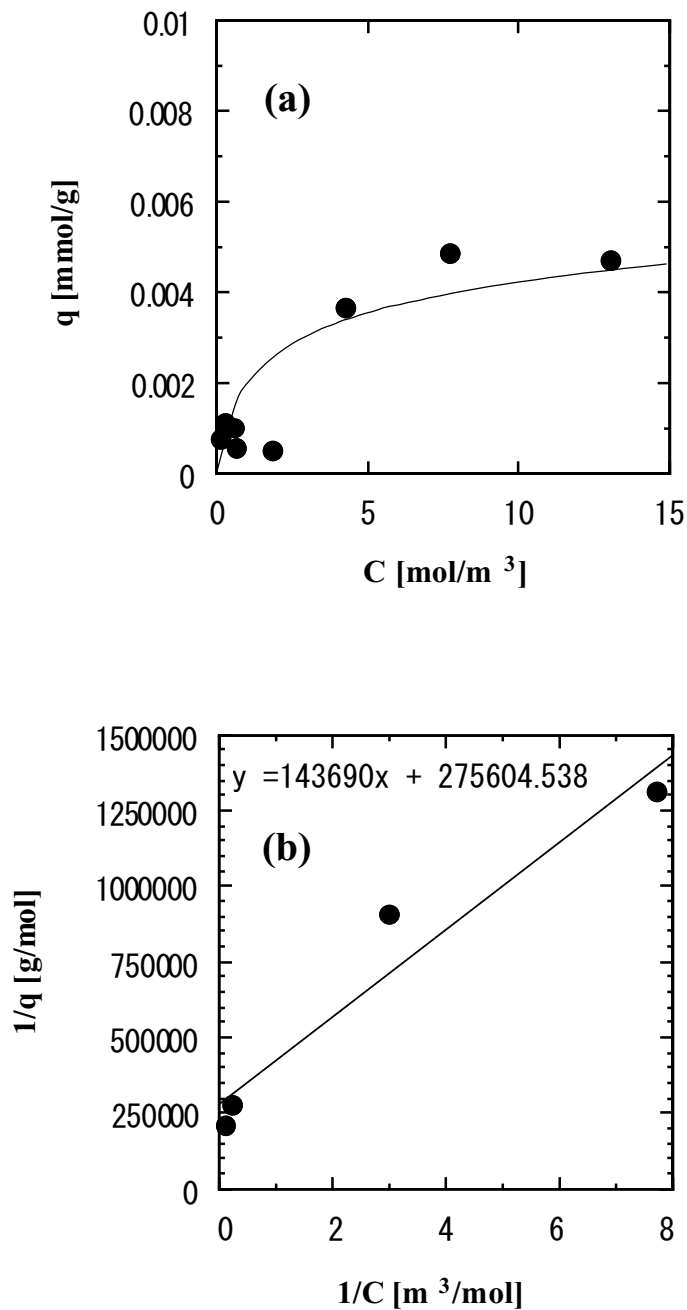 0.01
(a)
0.008
0.006
0.004
0.002
0
q [mmol/g]
0 5 10 15
C [mol/m 3]
1500000
y =143690x + 275604.538
1250000
(b)
1000000
750000
500000
250000
0
1/q [g/mol]
0 2 4 6 8
1/C [m 3/mol]